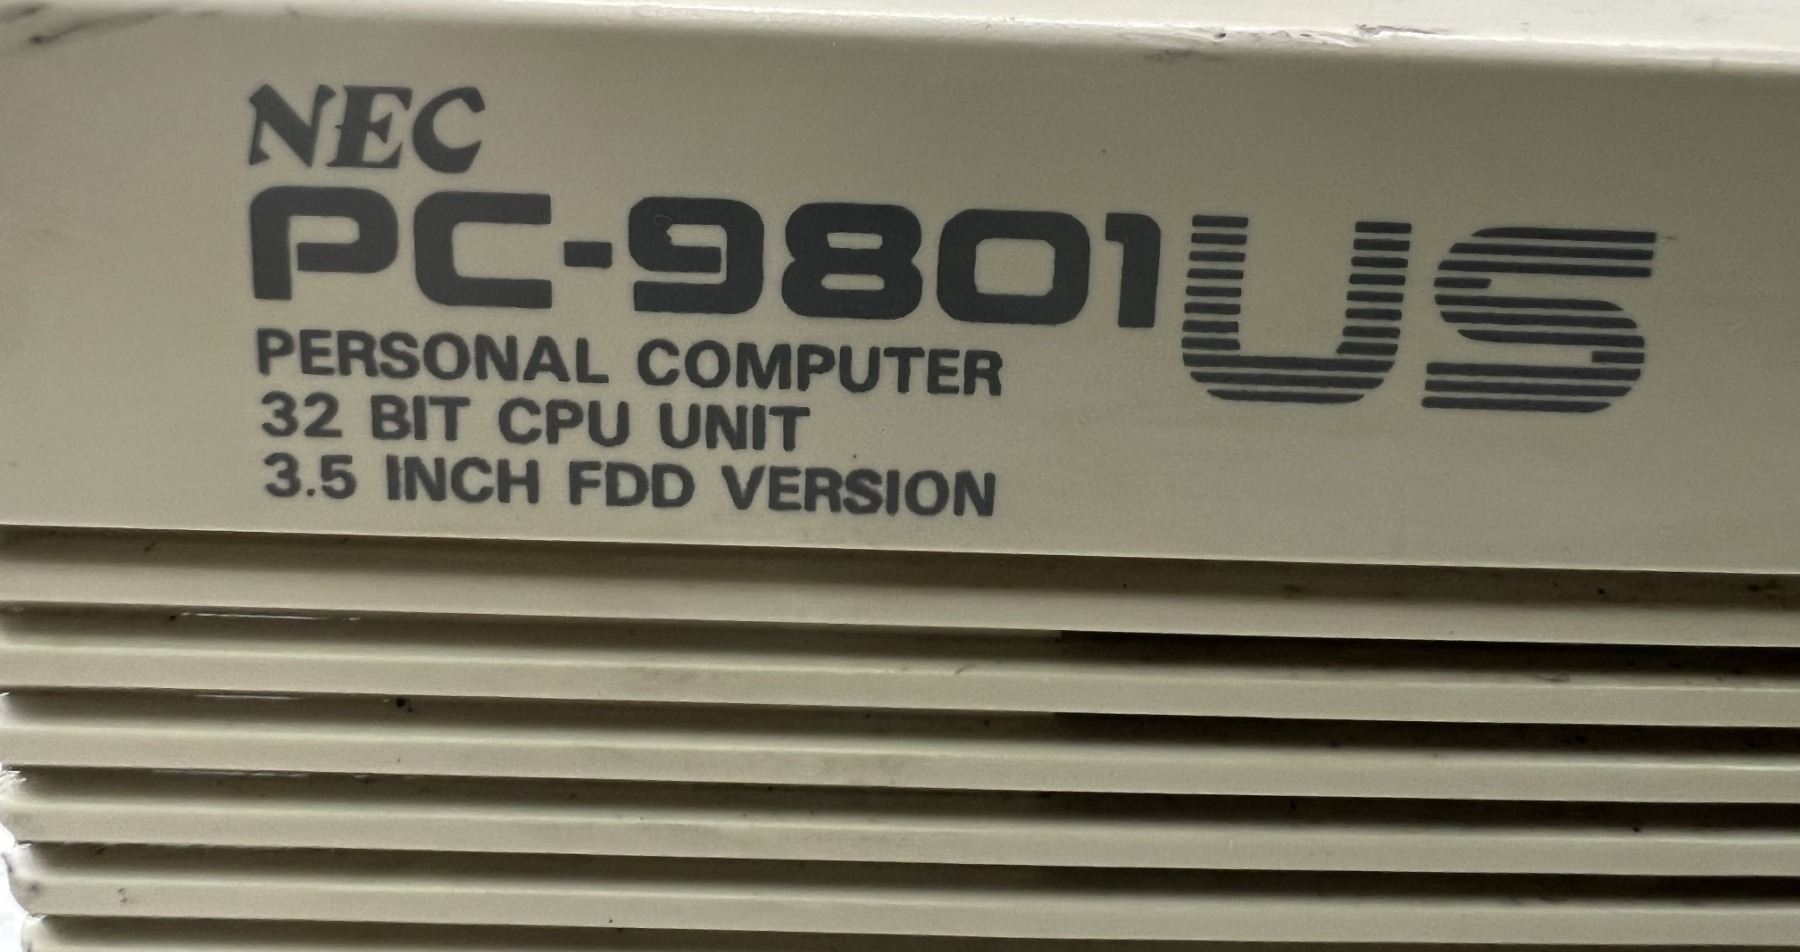 NEC
PC-9801US
PERSONAL COMPUTER
32 BIT CPU UNIT
3.5 INCH FDD VERSION